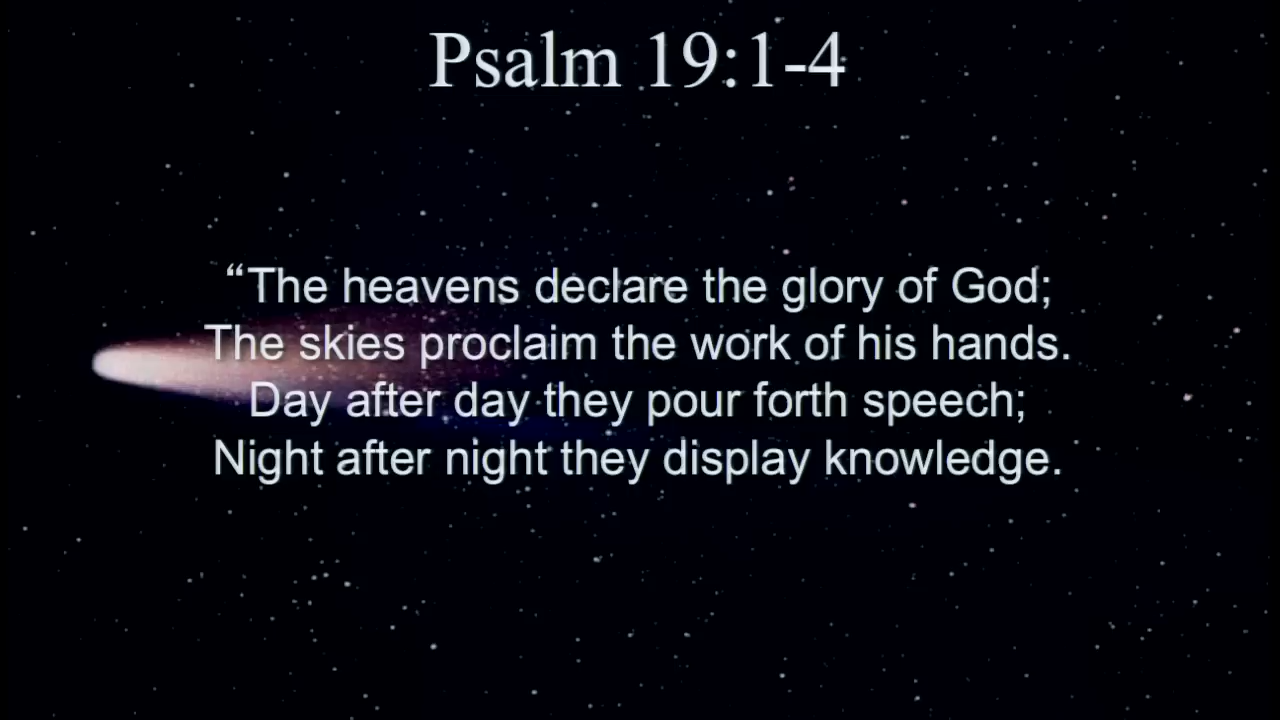 Psalm 19:1-4
“The heavens declare the glory of God;
The skies proclaim the work of his hands.
Day after day they pour forth speech;
Night after night they display knowledge.